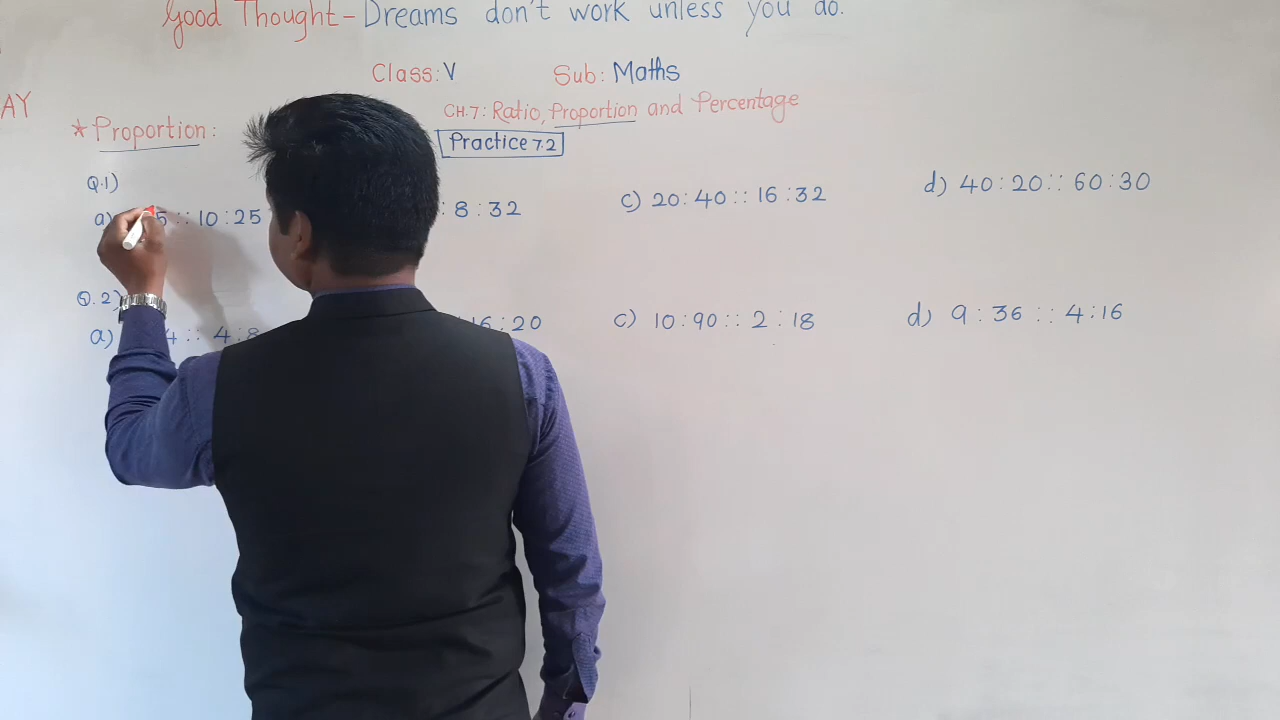 Good Thought - Dreams don't work unless you do.
Class: V Sub: Maths
AY
CH.7: Ratio, Proportion and Percentage
* Proportion:
Practice 7.2
Q.1)
a) 5 :: 10 : 25 : 8 : 32 c) 20 : 40 :: 16 : 32 d) 40 : 20 :: 60 : 30
Q.2)
a) 4 :: 4 : 8 16 : 20 c) 10 : 90 :: 2 : 18 d) 9 : 36 :: 4 : 16